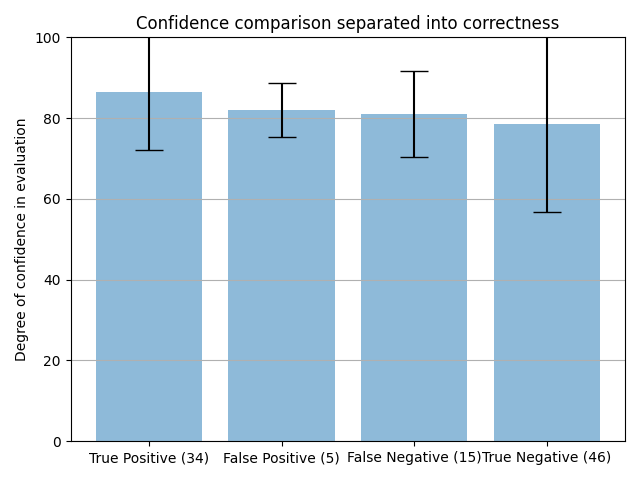 Confidence comparison separated into correctness
Degree of confidence in evaluation
100
80
60
40
20
0
True Positive (34)
False Positive (5)
False Negative (15)
True Negative (46)